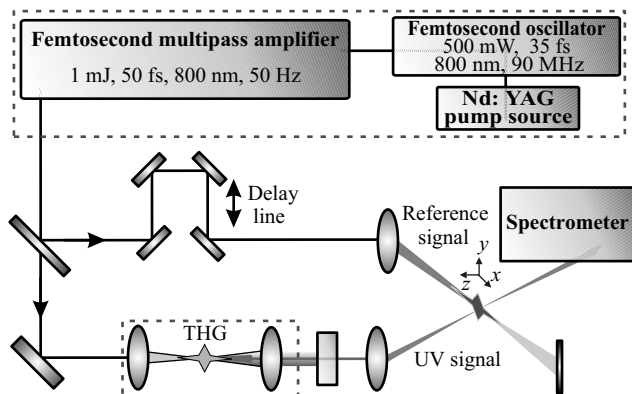 Femtosecond multipass amplifier
1 mJ, 50 fs, 800 nm, 50 Hz
Femtosecond oscillator
500 mW, 35 fs
800 nm, 90 MHz
Nd: YAG
pump source
Delay
line
Reference
signal
y
z
x
Spectrometer
THG
UV signal